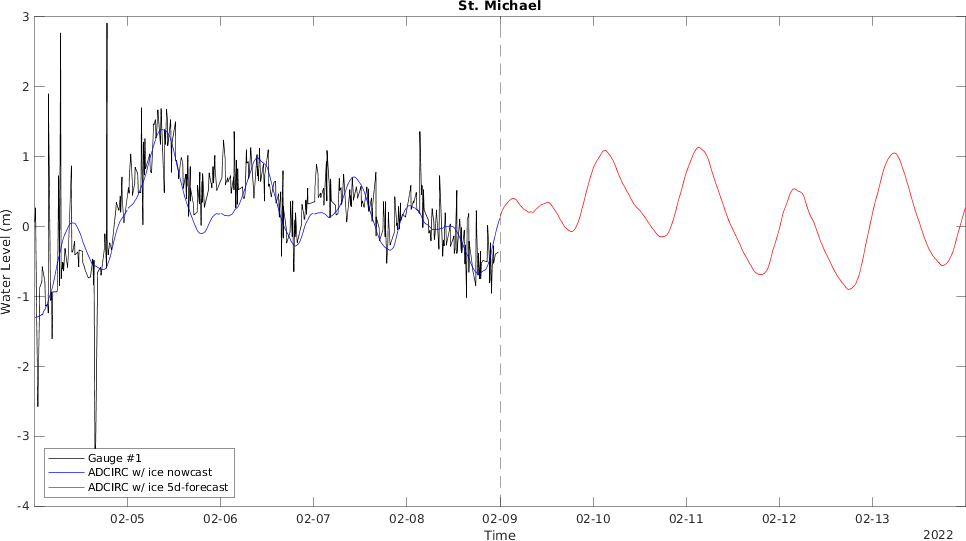 St. Michael
Water Level (m)
3
2
1
0
-1
-2
-3
-4
Gauge #1
ADCIRC w/ ice nowcast
ADCIRC w/ ice 5d-forecast
02-05 02-06 02-07 02-08 02-09 02-10 02-11 02-12 02-13
Time
2022